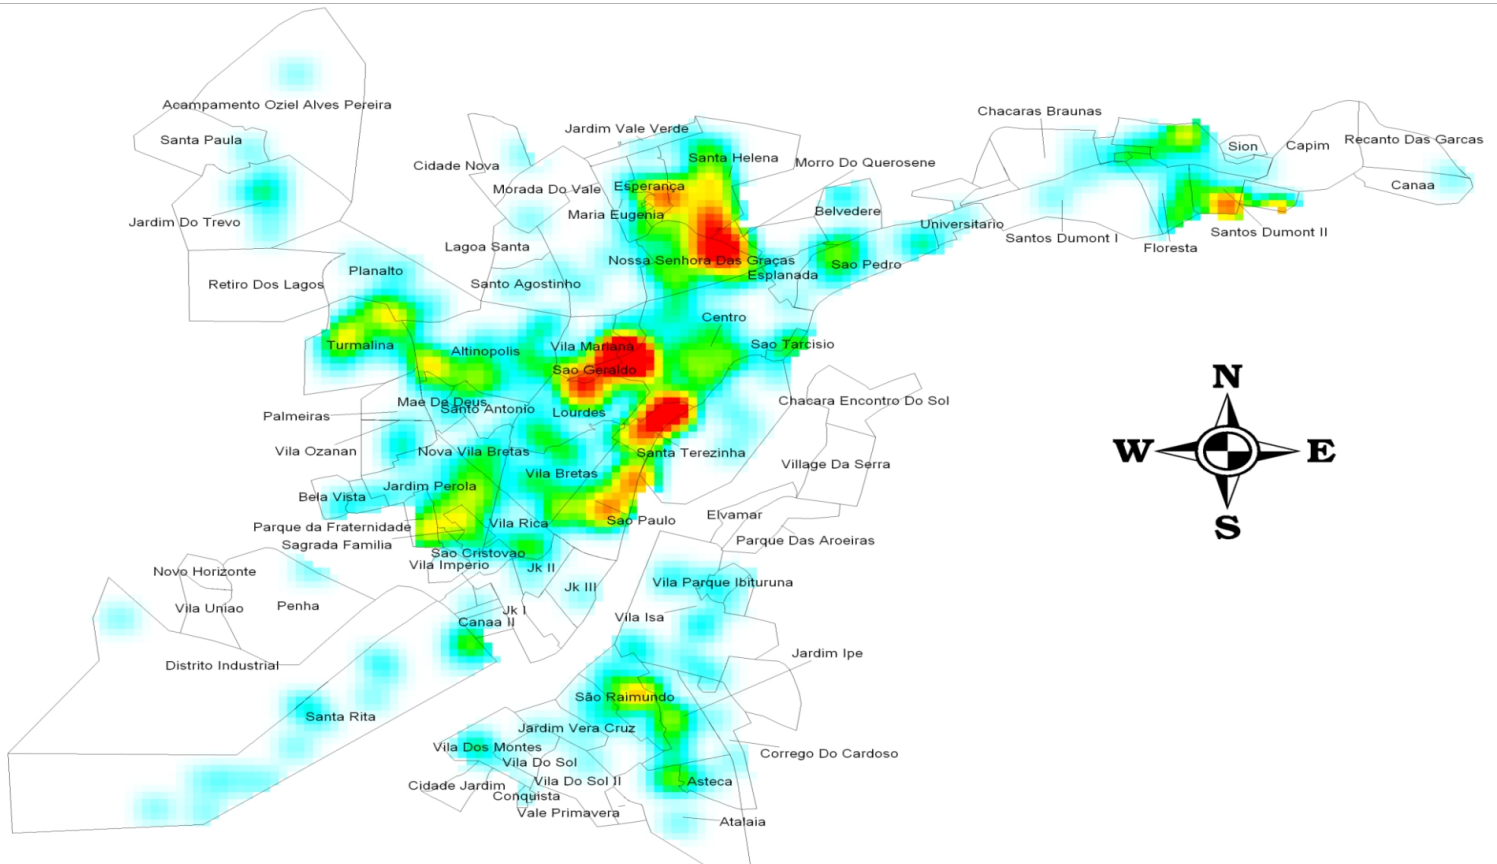 Acampamento Oziel Alves Pereira
Chacaras Braunas
Jardim Vale Verde
Santa Paula
Recanto Das Garcas
Sion
Capim
Cidade Nova
Santa Helena
Morro Do Querosene
Morada Do Vale
Esperança
Canaa
Jardim Do Trevo
Maria Eugenia
Belvedere
Universitario
Santos Dumont I
Santos Dumont II
Lagoa Santa
Floresta
Nossa Senhora Das Graças
Sao Pedro
Planalto
Esplanada
Retiro Dos Lagos
Santo Agostinho
Centro
Turmalina
Altinopolis
Vila Mariana
Sao Tarcisio
Sao Geraldo
N
Mae De Deus
Santo Antonio
Chacara Encontro Do Sol
Palmeiras
Lourdes
Vila Ozanan
Nova Vila Bretas
Santa Terezinha
W
E
Village Da Serra
Vila Bretas
Jardim Perola
Bela Vista
Elvamar
Parque da Fraternidade
Vila Rica
Sao Paulo
S
Sagrada Familia
Parque Das Aroeiras
Sao Cristovao
Vila Imperio
Jk II
Novo Horizonte
Vila Parque Ibituruna
Jk III
Vila Uniao
Penha
Jk I
Vila Isa
Canaa II
Jardim Ipe
Distrito Industrial
São Raimundo
Santa Rita
Jardim Vera Cruz
Vila Dos Montes
Corrego Do Cardoso
Vila Do Sol
Vila Do Sol II
Asteca
Cidade Jardim
Conquista
Vale Primavera
Atalaia